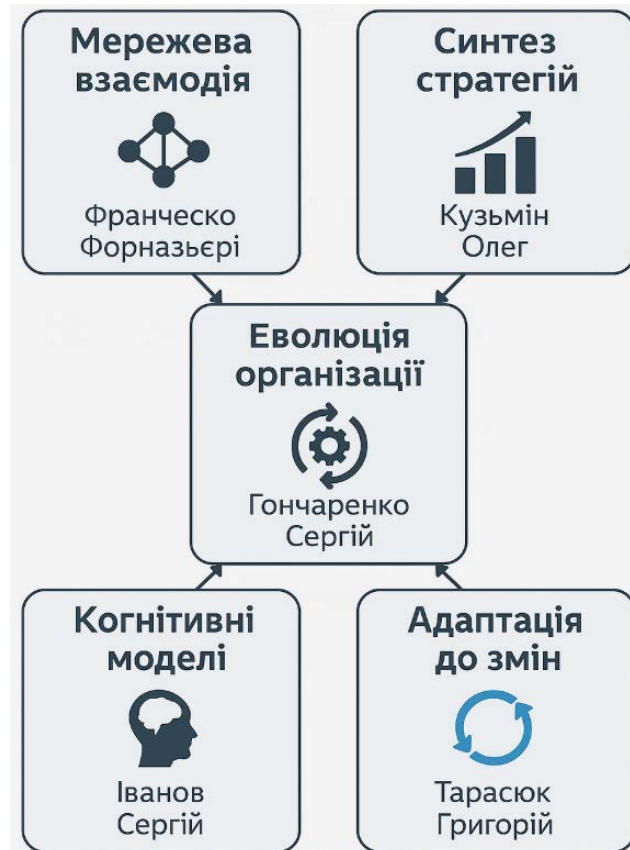 Мережева
взаємодія
Франческо
Форназьєрі
Синтез
стратегій
Кузьмін
Олег
Еволюція
організації
Гончаренко
Сергій
Когнітивні
моделі
Іванов
Сергій
Адаптація
до змін
Тарасюк
Григорій